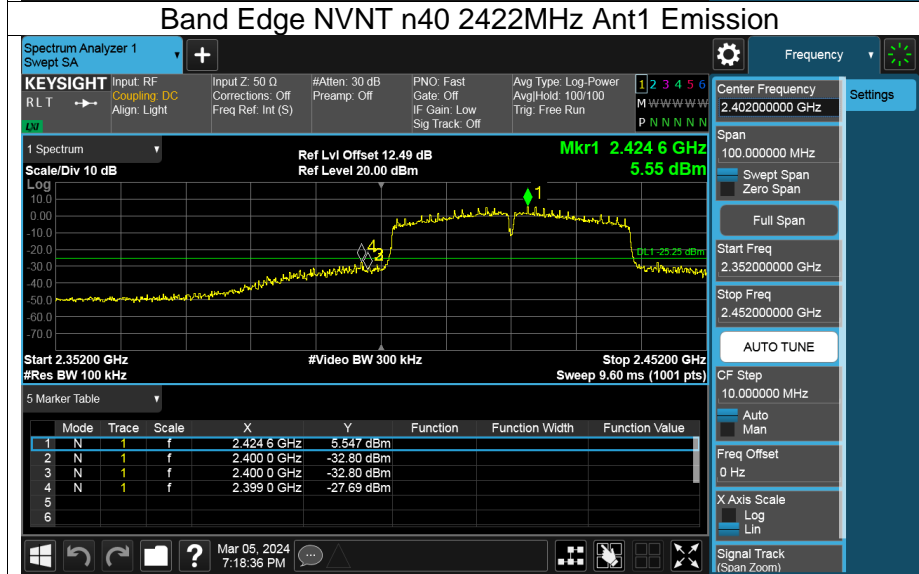 Band Edge NVNT n40 2422MHz Ant1 Emission
Spectrum Analyzer 1
Swept SA
+
Frequency
KEYSIGHT
R L T
LXI
Input: RF
Coupling: DC
Align: Light
Input Z: 50 Ω
Corrections: Off
Freq Ref: Int (S)
#Atten: 30 dB
Preamp: Off
PNO: Fast
Gate: Off
IF Gain: Low
Sig Track: Off
Avg Type: Log-Power
Avg|Hold: 100/100
Trig: Free Run
1 2 3 4 5 6
M W W W W W
P N N N N N
1 Spectrum
Scale/Div 10 dB
Ref Lvl Offset 12.49 dB
Ref Level 20.00 dBm
Mkr1 2.424 6 GHz
5.55 dBm
Log
10.0
0.00
-10.0
-20.0
-30.0
-40.0
-50.0
-60.0
-70.0
1
4
3
DL1 -25.25 dBm
Start 2.35200 GHz
#Res BW 100 kHz
#Video BW 300 kHz
Stop 2.45200 GHz
Sweep 9.60 ms (1001 pts)
5 Marker Table
Mode Trace Scale X Y Function Function Width Function Value
1 N 1 f 2.424 6 GHz 5.547 dBm
2 N 1 f 2.400 0 GHz -32.80 dBm
3 N 1 f 2.400 0 GHz -32.80 dBm
4 N 1 f 2.399 0 GHz -27.69 dBm
5
6
?
Mar 05, 2024
7:18:36 PM
Center Frequency
2.402000000 GHz
Settings
Span
100.000000 MHz
Swept Span
Zero Span
Full Span
Start Freq
2.352000000 GHz
Stop Freq
2.452000000 GHz
AUTO TUNE
CF Step
10.000000 MHz
Auto
Man
Freq Offset
0 Hz
X Axis Scale
Log
Lin
Signal Track
(Span Zoom)